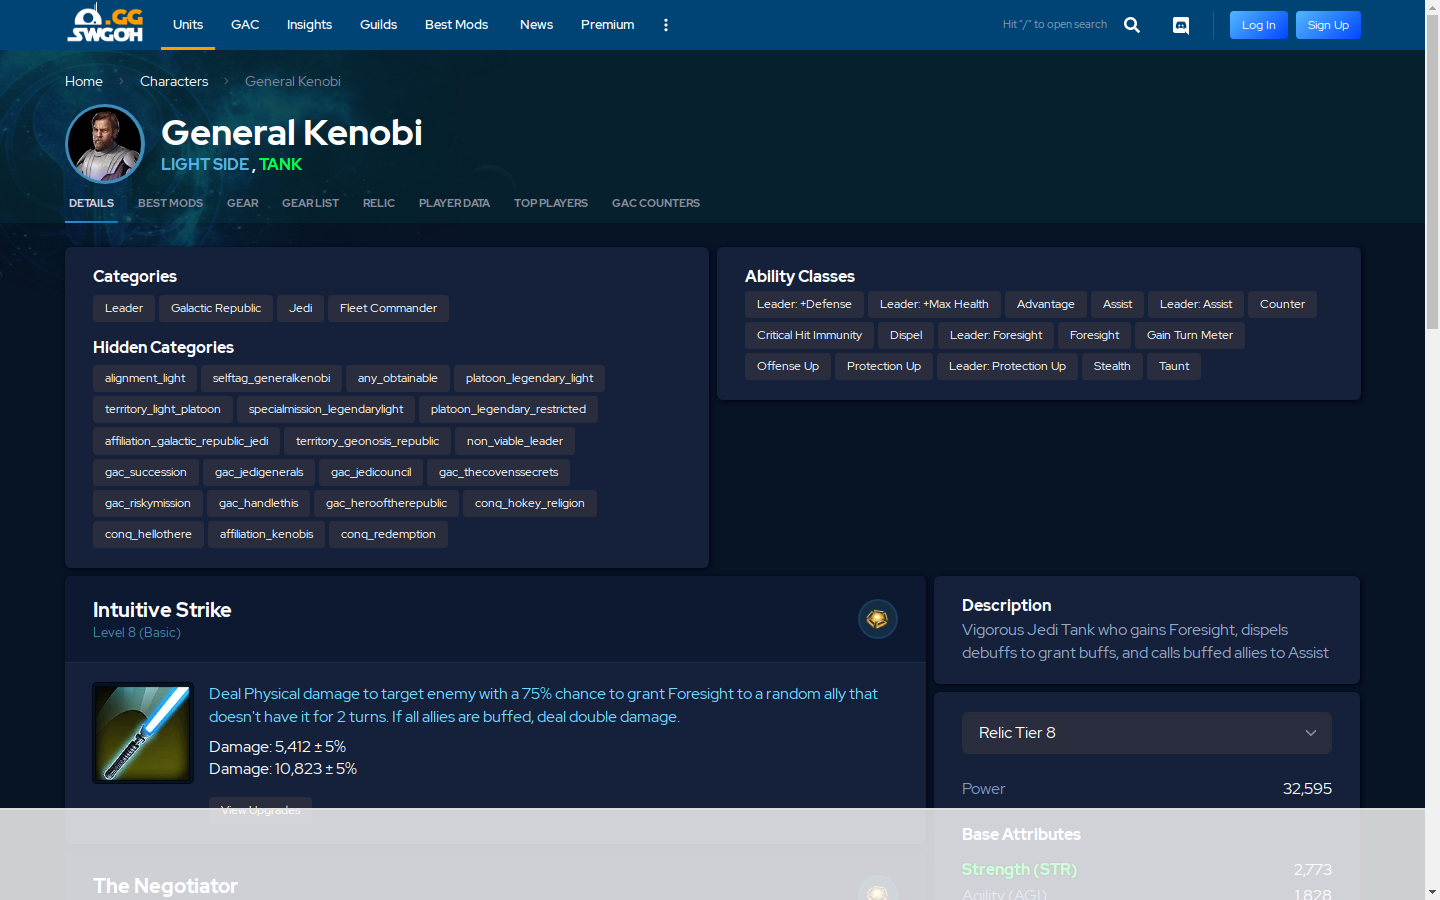 .GG
SWGOH
Units GAC Insights Guilds Best Mods News Premium
Hit "/" to open search
Log In Sign Up
Home Characters General Kenobi
General Kenobi
LIGHT SIDE , TANK
DETAILS BEST MODS GEAR GEAR LIST RELIC PLAYER DATA TOP PLAYERS GAC COUNTERS
Categories
Leader Galactic Republic Jedi Fleet Commander
Hidden Categories
alignment_light selftag_generalkenobi any_obtainable platoon_legendary_light
territory_light_platoon specialmission_legendarylight platoon_legendary_restricted
affiliation_galactic_republic_jedi territory_geonosis_republic non_viable_leader
gac_succession gac_jedigenerals gac_jedicouncil gac_thecovenssecrets
gac_riskymission gac_handlethis gac_herooftherepublic conq_hokey_religion
conq_hellothere affiliation_kenobis conq_redemption
Ability Classes
Leader: +Defense Leader: +Max Health Advantage Assist Leader: Assist Counter
Critical Hit Immunity Dispel Leader: Foresight Foresight Gain Turn Meter
Offense Up Protection Up Leader: Protection Up Stealth Taunt
Intuitive Strike
Level 8 (Basic)
Deal Physical damage to target enemy with a 75% chance to grant Foresight to a random ally that
doesn't have it for 2 turns. If all allies are buffed, deal double damage.
Damage: 5,412 ± 5%
Damage: 10,823 ± 5%
View Upgrades
The Negotiator
Description
Vigorous Jedi Tank who gains Foresight, dispels
debuffs to grant buffs, and calls buffed allies to Assist
Relic Tier 8
Power 32,595
Base Attributes
Strength (STR) 2,773
Agility (AGI) 1,828